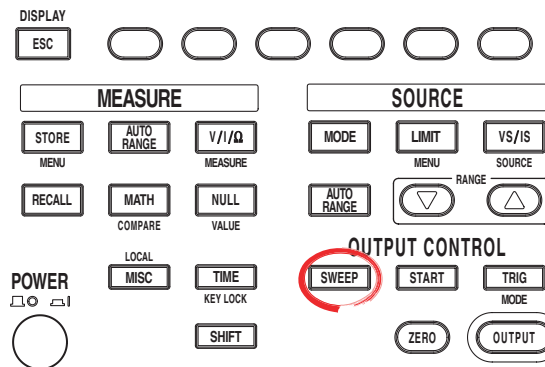 DISPLAY
ESC
MEASURE
SOURCE
STORE
AUTO
RANGE
V/I/Ω
MODE
LIMIT
VS/IS
MENU
MEASURE
MENU
SOURCE
RECALL
MATH
NULL
AUTO
RANGE
RANGE
COMPARE
VALUE
OUTPUT CONTROL
LOCAL
POWER
MISC
TIME
SWEEP
START
TRIG
KEY LOCK
MODE
SHIFT
ZERO
OUTPUT